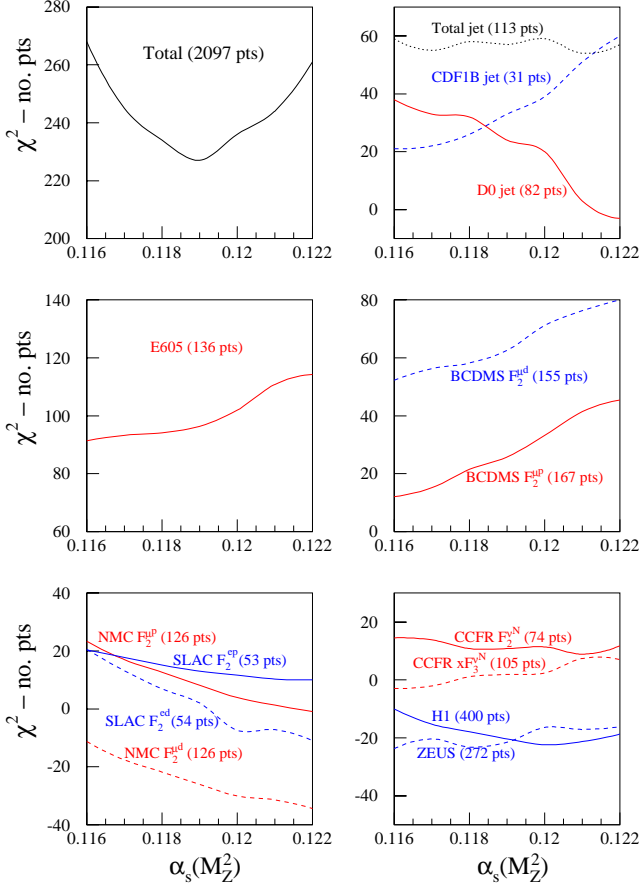 χ² – no. pts
280
260
240
220
200
Total (2097 pts)
0.116
0.118
0.12
0.122
60
40
20
0
Total jet (113 pts)
CDF1B jet (31 pts)
D0 jet (82 pts)
0.116
0.118
0.12
0.122
χ² – no. pts
140
120
100
80
60
E605 (136 pts)
0.116
0.118
0.12
0.122
80
60
40
20
0
BCDMS F₂^μd (155 pts)
BCDMS F₂^μp (167 pts)
0.116
0.118
0.12
0.122
χ² – no. pts
40
20
0
-20
-40
NMC F₂^μp (126 pts)
SLAC F₂^ep (53 pts)
SLAC F₂^ed (54 pts)
NMC F₂^μd (126 pts)
0.116
0.118
0.12
0.122
αₛ(M_Z²)
20
0
-20
-40
CCFR F₂^νN (74 pts)
CCFR xF₃^νN (105 pts)
H1 (400 pts)
ZEUS (272 pts)
-50
0.116
0.118
0.12
0.122
αₛ(M_Z²)